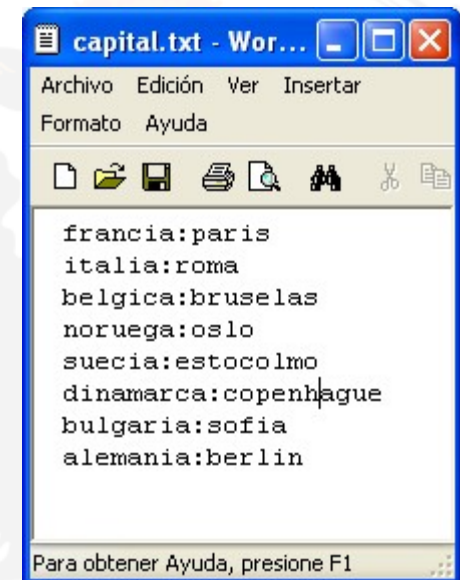 capital.txt - Wor...
Archivo Edición Ver Insertar
Formato Ayuda
francia:paris
italia:roma
belgica:bruselas
noruega:oslo
suecia:estocolmo
dinamarca:copenhague
bulgaria:sofia
alemania:berlin
Para obtener Ayuda, presione F1